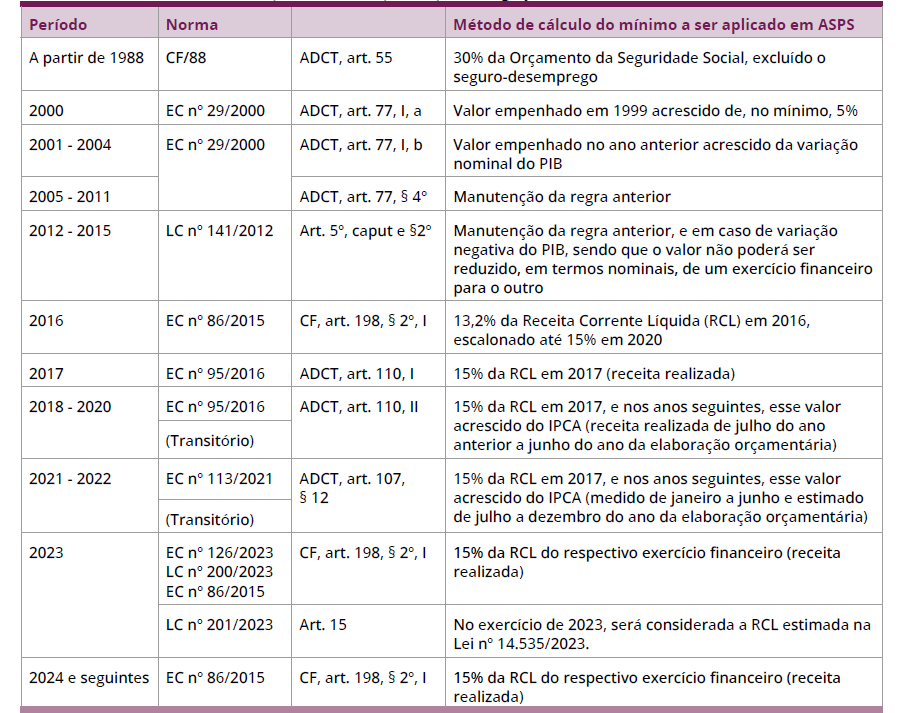 Período Norma Método de cálculo do mínimo a ser aplicado em ASPS
A partir de 1988 CF/88 ADCT, art. 55 30% da Orçamento da Seguridade Social, excluído o
seguro-desemprego
2000 EC nº 29/2000 ADCT, art. 77, I, a Valor empenhado em 1999 acrescido de, no mínimo, 5%
2001 - 2004 EC nº 29/2000 ADCT, art. 77, I, b Valor empenhado no ano anterior acrescido da variação
nominal do PIB
2005 - 2011 ADCT, art. 77, § 4º Manutenção da regra anterior
2012 - 2015 LC nº 141/2012 Art. 5º, caput e §2º Manutenção da regra anterior, e em caso de variação
negativa do PIB, sendo que o valor não poderá ser
reduzido, em termos nominais, de um exercício financeiro
para o outro
2016 EC nº 86/2015 CF, art. 198, § 2º, I 13,2% da Receita Corrente Líquida (RCL) em 2016,
escalonado até 15% em 2020
2017 EC nº 95/2016 ADCT, art. 110, I 15% da RCL em 2017 (receita realizada)
2018 - 2020 EC nº 95/2016 ADCT, art. 110, II 15% da RCL em 2017, e nos anos seguintes, esse valor
acrescido do IPCA (receita realizada de julho do ano
(Transitório) anterior a junho do ano da elaboração orçamentária)
2021 - 2022 EC nº 113/2021 ADCT, art. 107, 15% da RCL em 2017, e nos anos seguintes, esse valor
§ 12 acrescido do IPCA (medido de janeiro a junho e estimado
(Transitório) de julho a dezembro do ano da elaboração orçamentária)
2023 EC nº 126/2023 CF, art. 198, § 2º, I 15% da RCL do respectivo exercício financeiro (receita
LC nº 200/2023 realizada)
EC nº 86/2015
LC nº 201/2023 Art. 15 No exercício de 2023, será considerada a RCL estimada na
Lei nº 14.535/2023.
2024 e seguintes EC nº 86/2015 CF, art. 198, § 2º, I 15% da RCL do respectivo exercício financeiro (receita
realizada)